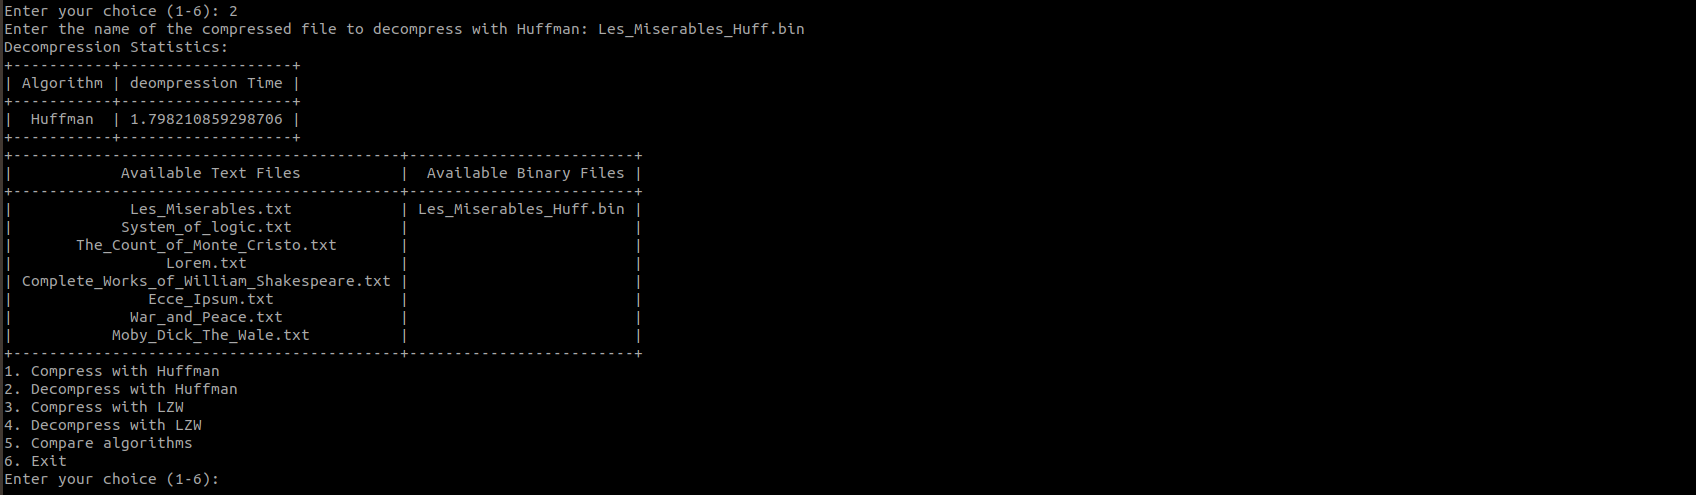 Enter your choice (1-6): 2
Enter the name of the compressed file to decompress with Huffman: Les_Miserables_Huff.bin
Decompression Statistics:
+-----------+-------------------+
| Algorithm | deompression Time |
+-----------+-------------------+
|  Huffman  | 1.798210859298706 |
+-----------+-------------------+
+-------------------------------------------+-------------------------+
|            Available Text Files           |  Available Binary Files |
+-------------------------------------------+-------------------------+
|             Les_Miserables.txt            | Les_Miserables_Huff.bin |
|            System_of_logic.txt            |                         |
|       The_Count_of_Monte_Cristo.txt       |                         |
|                 Lorem.txt                 |                         |
| Complete_Works_of_William_Shakespeare.txt |                         |
|               Ecce_Ipsum.txt              |                         |
|             War_and_Peace.txt             |                         |
|           Moby_Dick_The_Wale.txt          |                         |
+-------------------------------------------+-------------------------+
1. Compress with Huffman
2. Decompress with Huffman
3. Compress with LZW
4. Decompress with LZW
5. Compare algorithms
6. Exit
Enter your choice (1-6):